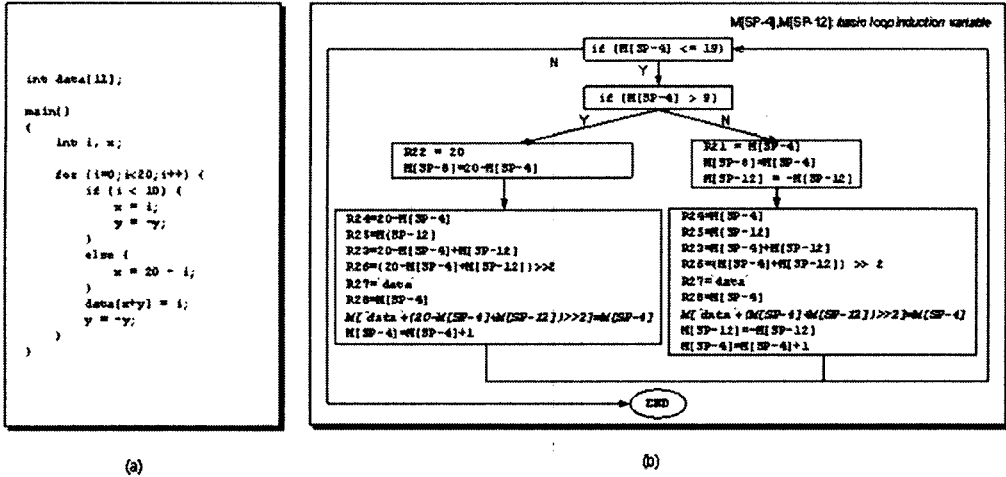 int data[12];
main()
{
int i, x;
for (i=0;i<20;i++) {
if (i < 10) {
x = i;
y = -y;
}
else {
x = 20 - i;
}
data[x+y] = i;
y = -y;
}
}
(a)
M[SP-4],M[SP-12]: basic loop induction variable
if (M[SP-4] <= 19)
N
Y
if (M[SP-4] > 9)
Y
N
R22 = 20
M[SP-8]=20-M[SP-4]
R21 = M[SP-4]
M[SP-8]=M[SP-4]
M[SP-12] = -M[SP-12]
R24=20-M[SP-4]
R25=M[SP-12]
R23=20-M[SP-4]+M[SP-12]
R26=(20-M[SP-4]+M[SP-12])>>2
R27='data'
R28=M[SP-4]
M['data'+(20-M[SP-4]+M[SP-12])>>2]=M[SP-4]
M[SP-4]=M[SP-4]+1
R24=M[SP-4]
R25=M[SP-12]
R23=M[SP-4]+M[SP-12]
R26=(M[SP-4]+M[SP-12]) >> 2
R27='data'
R28=M[SP-4]
M['data'+(M[SP-4]+M[SP-12])>>2]=M[SP-4]
M[SP-12]=-M[SP-12]
M[SP-4]=M[SP-4]+1
END
(b)